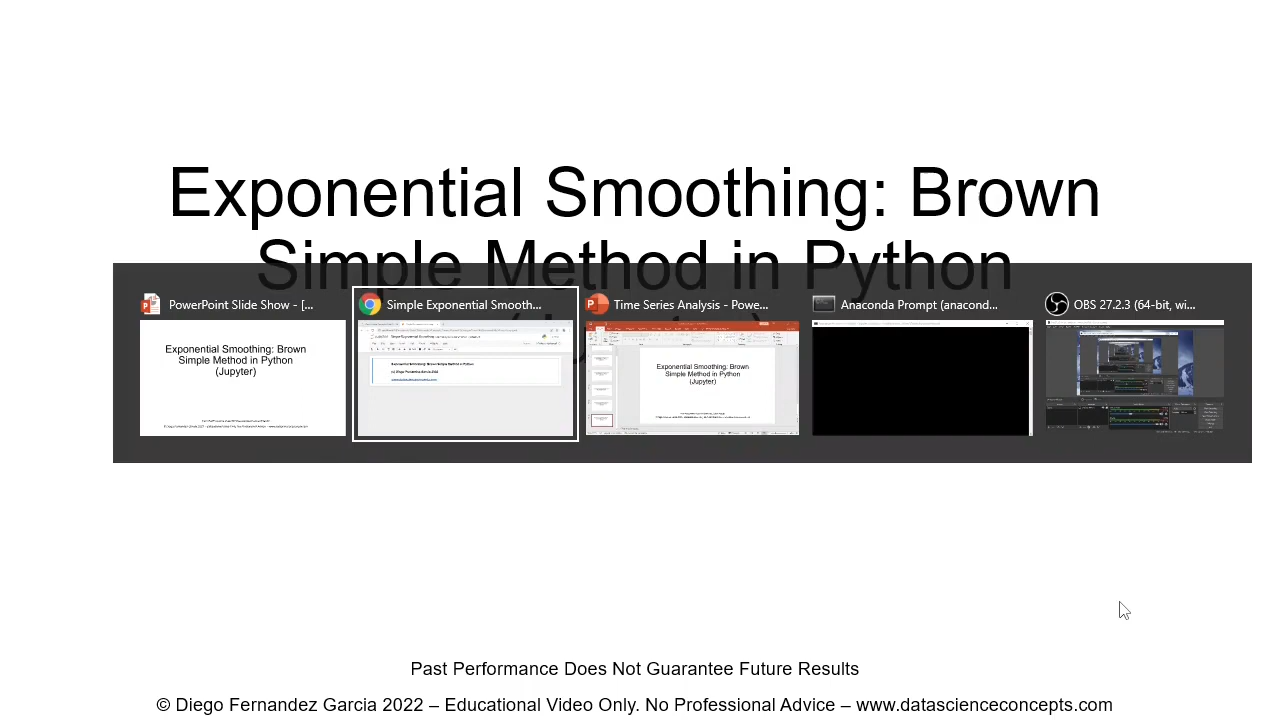 Exponential Smoothing: Brown
Simple Method in Python
PowerPoint Slide Show - [...
Simple Exponential Smooth...
Time Series Analysis - Powe...
Anaconda Prompt (anacond...
OBS 27.2.3 (64-bit, wi...
Exponential Smoothing: Brown
Simple Method in Python
(Jupyter)
Exponential Smoothing: Brown
Simple Method in Python
(Jupyter)
Past Performance Does Not Guarantee Future Results
© Diego Fernandez Garcia 2022 – Educational Video Only. No Professional Advice – www.datascienceconcepts.com